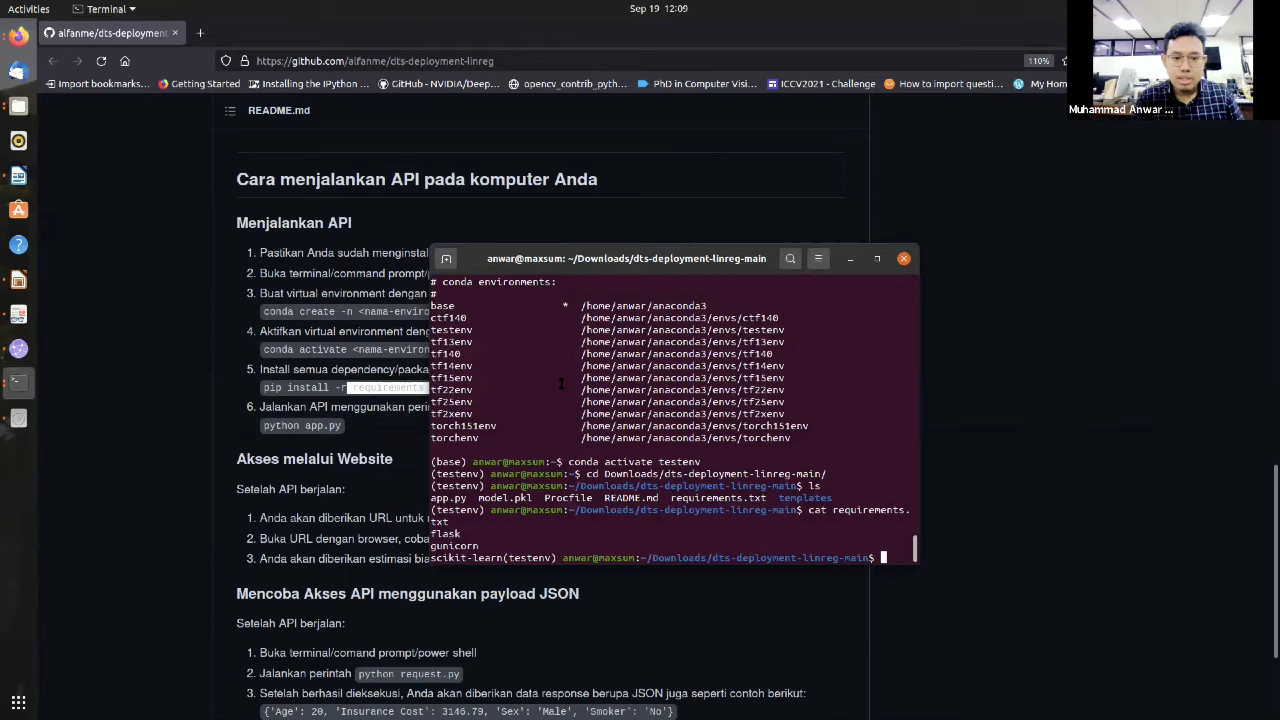 Activities
Terminal
Sep 19 12:09
alfanme/dts-deployment
https://github.com/alfanme/dts-deployment-linreg
110%
Import bookmarks...
Getting Started
Installing the IPython ...
GitHub - NVIDIA/Deep...
opencv_contrib_pyth...
PhD in Computer Visi...
ICCV2021 - Challenge
How to import questi...
My Hom
Muhammad Anwar ...
README.md
Cara menjalankan API pada komputer Anda
Menjalankan API
1. Pastikan Anda sudah menginstal
2. Buka terminal/command prompt/
3. Buat virtual environment dengan
conda create -n <nama-enviro
4. Aktifkan virtual environment deng
conda activate <nama-environ
5. Install semua dependency/packa
pip install -r requirements
6. Jalankan API menggunakan perin
python app.py
Akses melalui Website
Setelah API berjalan:
1. Anda akan diberikan URL untuk
2. Buka URL dengan browser, coba
3. Anda akan diberikan estimasi bia
Mencoba Akses API menggunakan payload JSON
Setelah API berjalan:
1. Buka terminal/comand prompt/power shell
2. Jalankan perintah python request.py
3. Setelah berhasil dieksekusi, Anda akan diberikan data response berupa JSON juga seperti contoh berikut:
{'Age': 20, 'Insurance Cost': 3146.79, 'Sex': 'Male', 'Smoker': 'No'}
anwar@maxsum: ~/Downloads/dts-deployment-linreg-main
# conda environments:
#
base * /home/anwar/anaconda3
ctf140 /home/anwar/anaconda3/envs/ctf140
testenv /home/anwar/anaconda3/envs/testenv
tf13env /home/anwar/anaconda3/envs/tf13env
tf140 /home/anwar/anaconda3/envs/tf140
tf14env /home/anwar/anaconda3/envs/tf14env
tf15env /home/anwar/anaconda3/envs/tf15env
tf22env /home/anwar/anaconda3/envs/tf22env
tf25env /home/anwar/anaconda3/envs/tf25env
tf2xenv /home/anwar/anaconda3/envs/tf2xenv
torch151env /home/anwar/anaconda3/envs/torch151env
torchenv /home/anwar/anaconda3/envs/torchenv
(base) anwar@maxsum:~$ conda activate testenv
(testenv) anwar@maxsum:~$ cd Downloads/dts-deployment-linreg-main/
(testenv) anwar@maxsum:~/Downloads/dts-deployment-linreg-main$ ls
app.py model.pkl Procfile README.md requirements.txt templates
(testenv) anwar@maxsum:~/Downloads/dts-deployment-linreg-main$ cat requirements.
txt
flask
gunicorn
scikit-learn(testenv) anwar@maxsum:~/Downloads/dts-deployment-linreg-main$